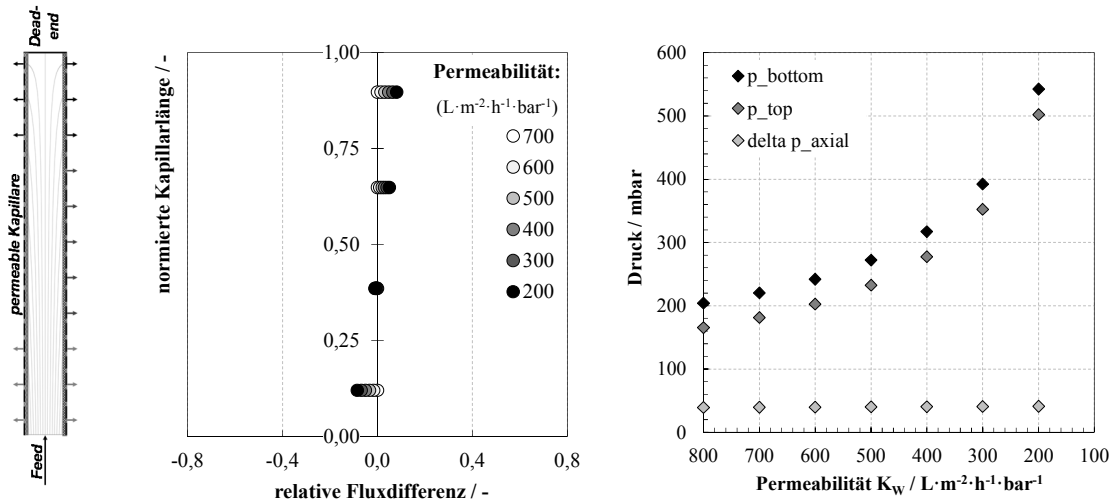 Dead-
end
permeable Kapillare
Feed
normierte Kapillarlänge / -
1,00
0,75
0,50
0,25
0,00
-0,8
-0,4
0,0
0,4
0,8
relative Fluxdifferenz / -
Permeabilität:
(L·m⁻²·h⁻¹·bar⁻¹)
700
600
500
400
300
200
Druck / mbar
600
500
400
300
200
100
0
p_bottom
p_top
delta p_axial
800
700
600
500
400
300
200
100
Permeabilität K_W / L·m⁻²·h⁻¹·bar⁻¹